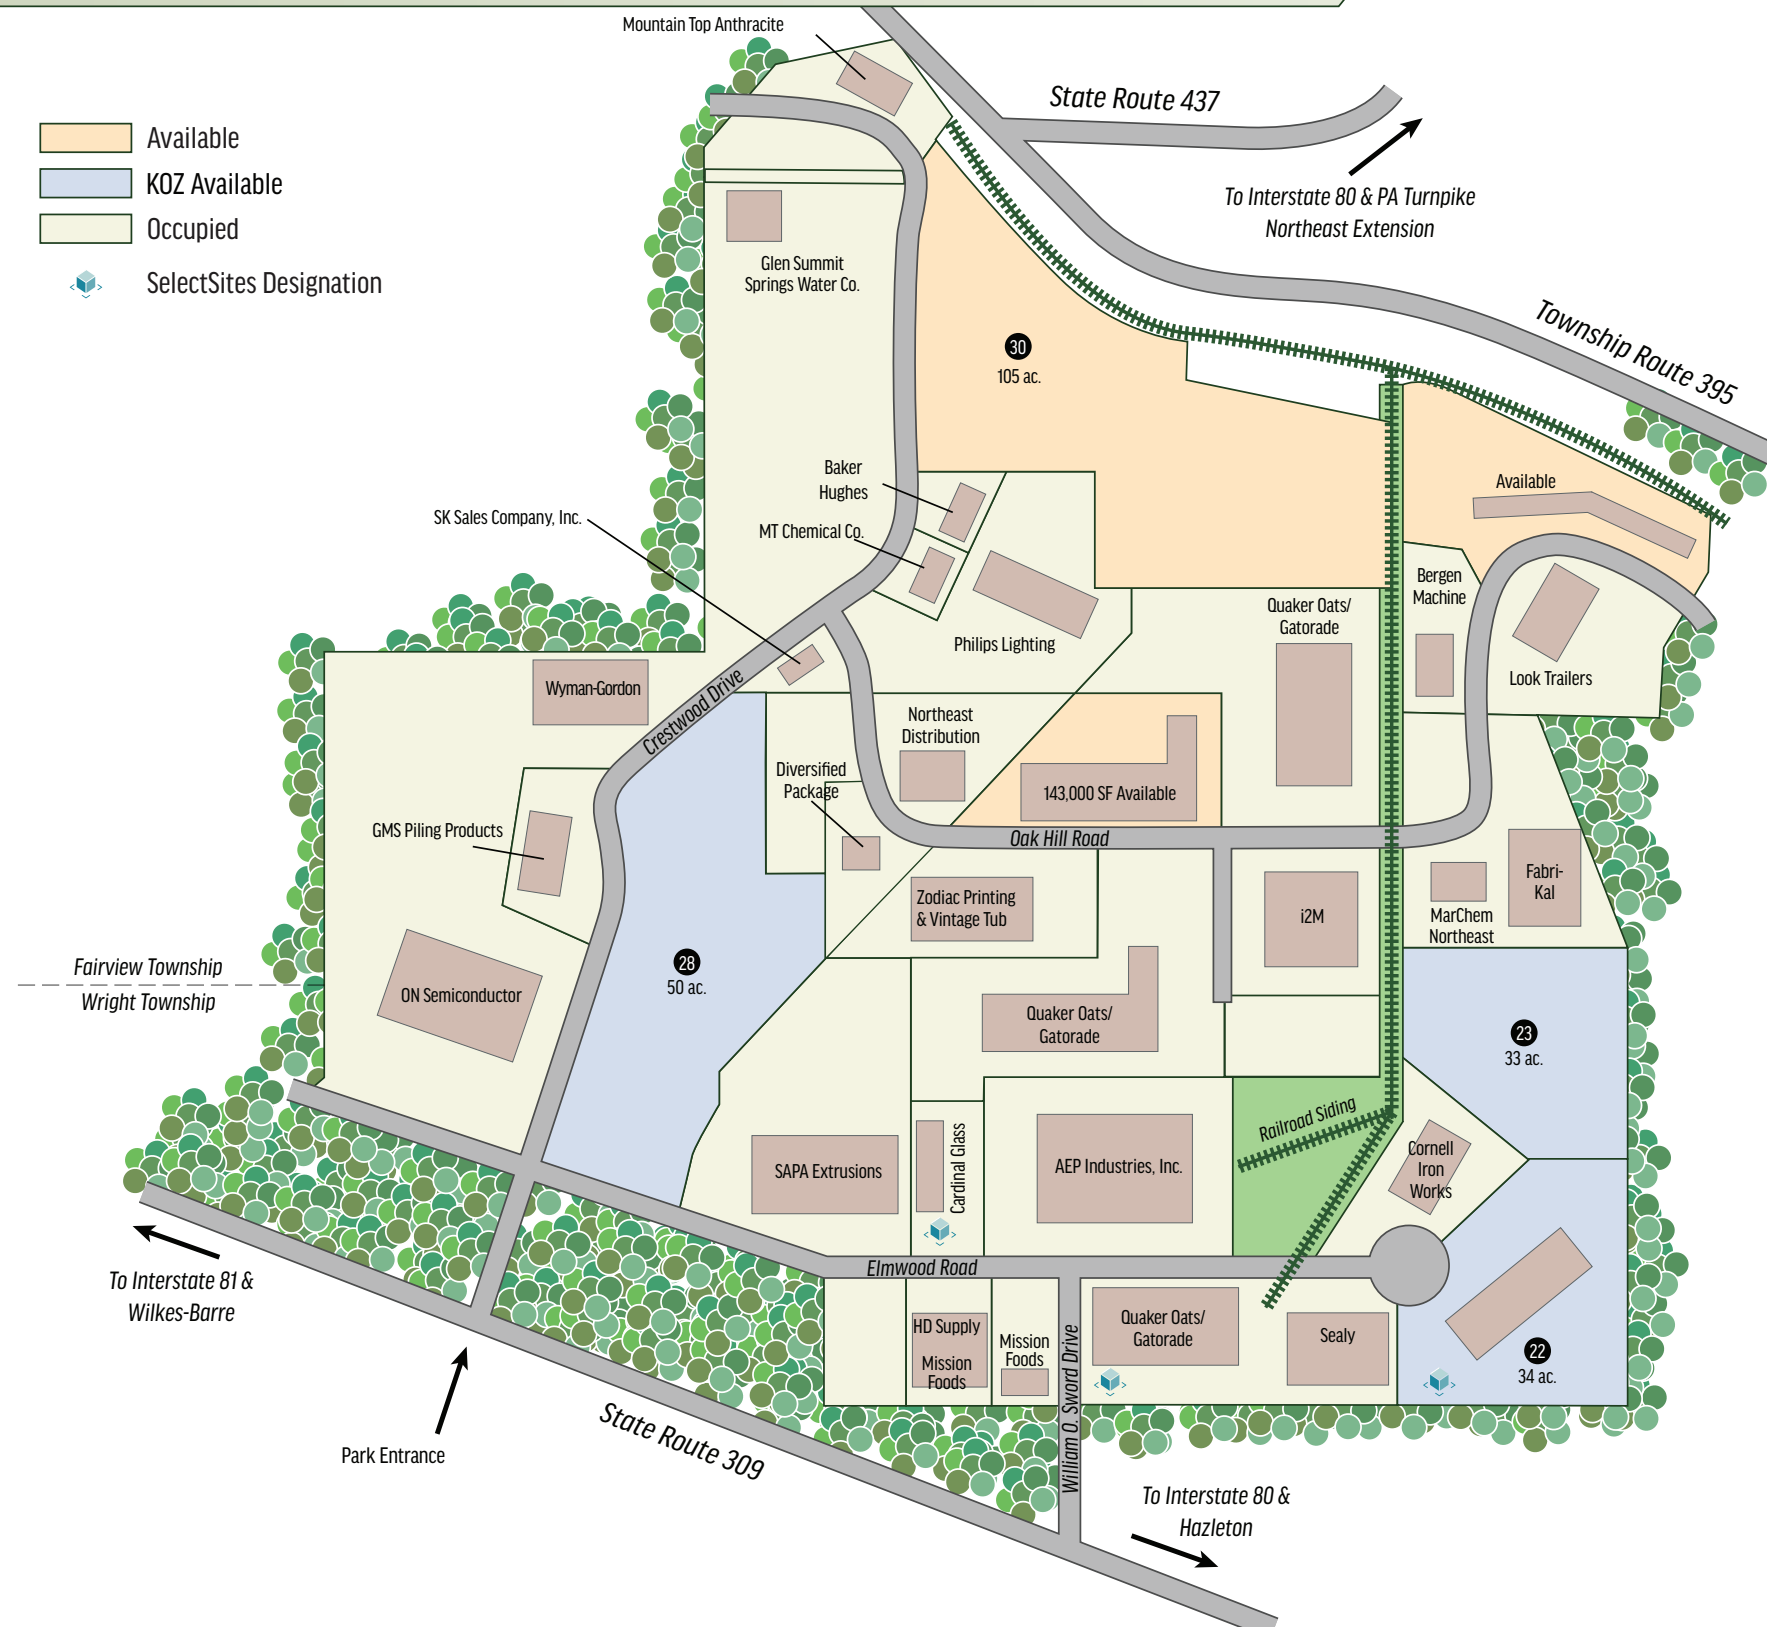 Mountain Top Anthracite
State Route 437
Available
KOZ Available
Occupied
SelectSites Designation
To Interstate 80 & PA Turnpike
Northeast Extension
Glen Summit
Springs Water Co.
Township Route 395
30
105 ac.
Baker
Hughes
Available
SK Sales Company, Inc.
MT Chemical Co.
Bergen
Machine
Quaker Oats/
Gatorade
Philips Lighting
Look Trailers
Wyman-Gordon
Crestwood Drive
Northeast
Distribution
Diversified
Package
143,000 SF Available
GMS Piling Products
Oak Hill Road
Zodiac Printing
& Vintage Tub
i2M
Fabri-
Kal
MarChem
Northeast
Fairview Township
Wright Township
28
50 ac.
ON Semiconductor
Quaker Oats/
Gatorade
23
33 ac.
Railroad Siding
Cornell
Iron
Works
SAPA Extrusions
Cardinal Glass
AEP Industries, Inc.
Elmwood Road
To Interstate 81 &
Wilkes-Barre
HD Supply
Mission
Foods
Mission
Foods
William O. Sword Drive
Quaker Oats/
Gatorade
Sealy
22
34 ac.
Park Entrance
State Route 309
To Interstate 80 &
Hazleton